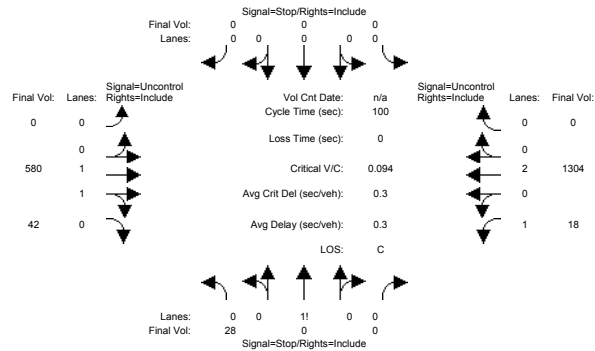 Signal=Stop/Rights=Include
Final Vol: 0 0 0
Lanes: 0 0 0 0 0
Signal=Uncontrol
Final Vol: Lanes: Rights=Include
Vol Cnt Date: n/a
Signal=Uncontrol
Rights=Include Lanes: Final Vol:
0 0
Cycle Time (sec): 100
0 0
0
Loss Time (sec): 0
0
580 1
Critical V/C: 0.094
2 1304
1
Avg Crit Del (sec/veh): 0.3
0
42 0
Avg Delay (sec/veh): 0.3
1 18
LOS: C
Lanes: 0 0 1! 0 0
Final Vol: 28 0 0
Signal=Stop/Rights=Include